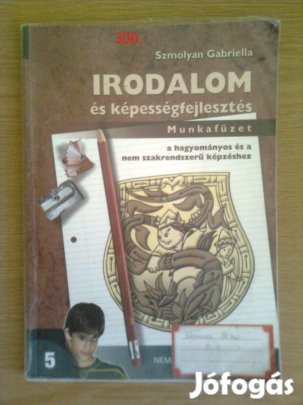 300.-
Szmolyan Gabriella
IRODALOM
és képességfejlesztés
Munkafüzet
a hagyományos és a
nem szakrendszerű képzéshez
5
NEM
Jófogás